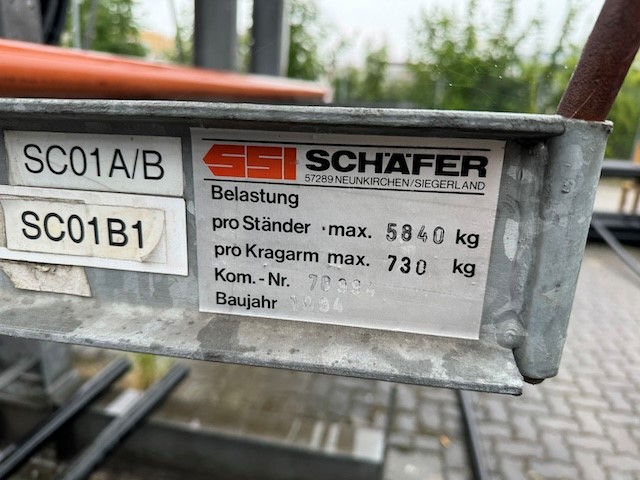 SC01A/B
SC01B1
SSI SCHÄFER
57289 NEUNKIRCHEN/SIEGERLAND
Belastung
pro Ständer · max. 5840 kg
pro Kragarm max. 730 kg
Kom.-Nr.
Baujahr